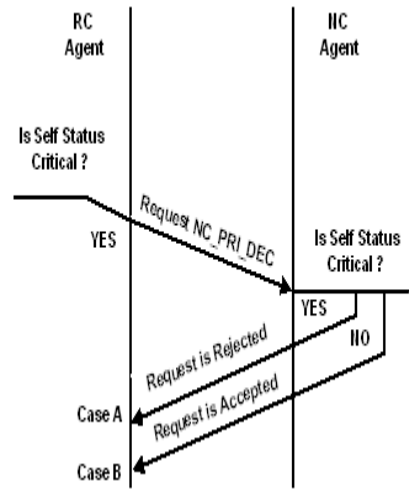 RC
Agent
NC
Agent
Is Self Status
Critical ?
Request NC_PRI_DEC
YES
Is Self Status
Critical ?
YES
NO
Request is Rejected
Case A
Request is Accepted
Case B